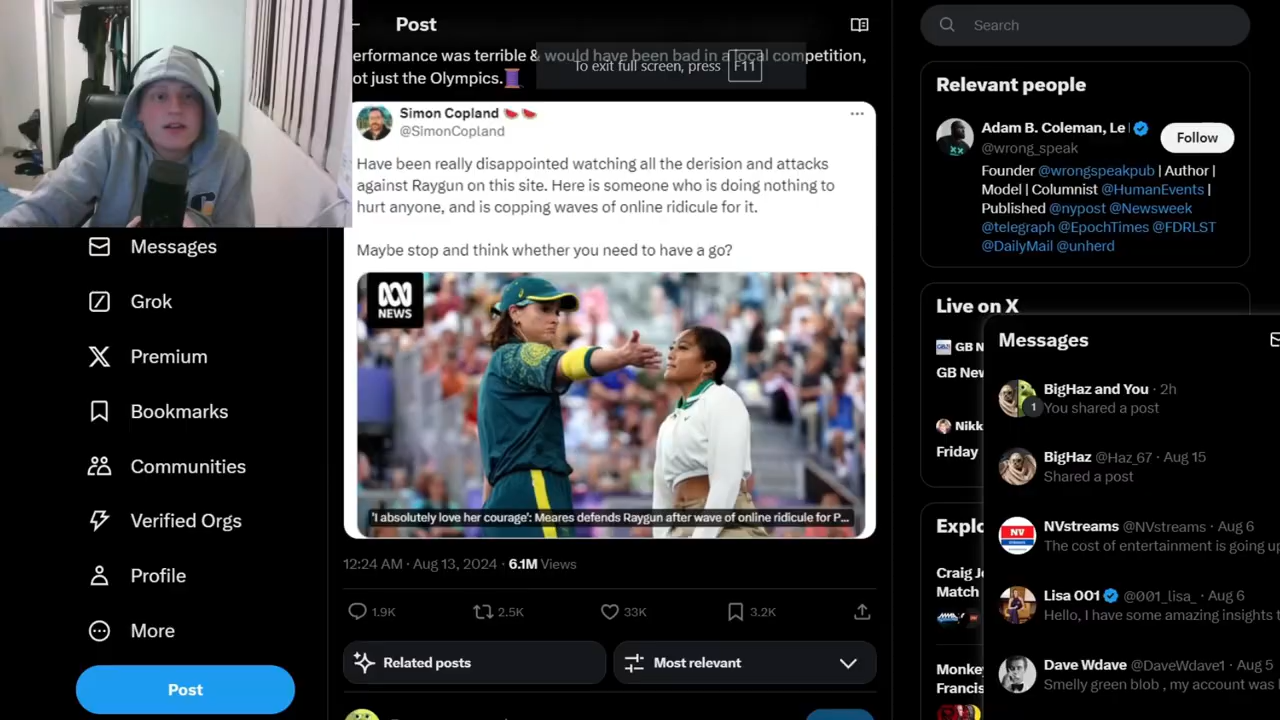 Post
erformance was terrible & would have been bad in a local competition,
ot just the Olympics.
To exit full screen, press F11
Simon Copland
@SimonCopland
Have been really disappointed watching all the derision and attacks
against Raygun on this site. Here is someone who is doing nothing to
hurt anyone, and is copping waves of online ridicule for it.
Maybe stop and think whether you need to have a go?
NEWS
'I absolutely love her courage': Meares defends Raygun after wave of online ridicule for P...
12:24 AM · Aug 13, 2024 · 6.1M Views
1.9K 2.5K 33K 3.2K
Related posts
Most relevant
Messages
Grok
Premium
Bookmarks
Communities
Verified Orgs
Profile
More
Post
Search
Relevant people
Adam B. Coleman, Le
@wrong_speak
Follow
Founder @wrongspeakpub | Author |
Model | Columnist @HumanEvents |
Published @nypost @Newsweek
@telegraph @EpochTimes @FDRLST
@DailyMail @unherd
Live on X
GB N
GB New
Nikk
Friday
Explo
Craig Jo
Match
Monkey
Francis
Messages
BigHaz and You · 2h
1
You shared a post
BigHaz @Haz_67 · Aug 15
Shared a post
NVstreams @NVstreams · Aug 6
The cost of entertainment is going up
Lisa 001 @001_lisa_ · Aug 6
Hello, I have some amazing insights t
Dave Wdave @DaveWdave1 · Aug 5
Smelly green blob , my account was